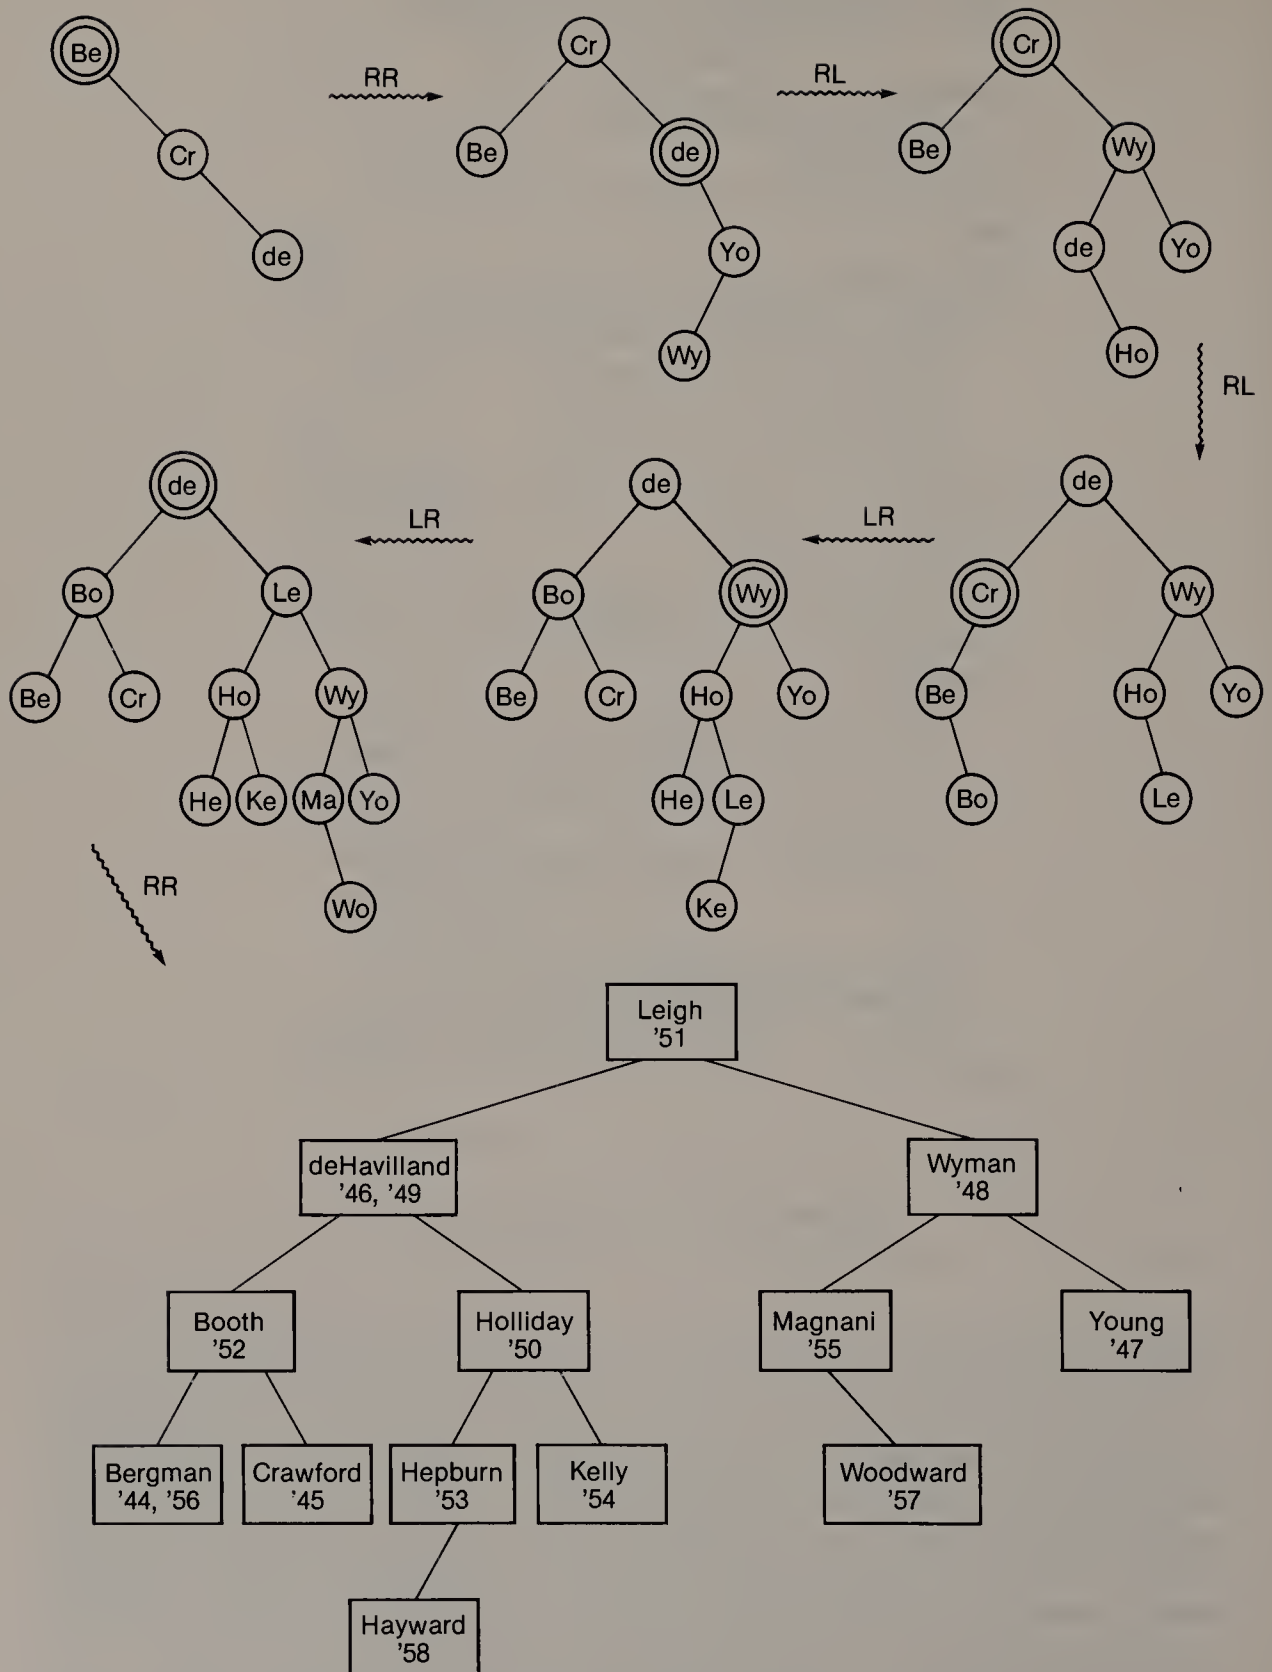 Be
Cr
de
RR
Cr
Be
de
Yo
Wy
RL
Cr
Be
Wy
de
Yo
Ho
RL
de
Cr
Wy
Be
Ho
Yo
Bo
Le
LR
de
Bo
Wy
Be
Cr
Ho
Yo
He
Le
Ke
LR
de
Bo
Le
Be
Cr
Ho
Wy
He
Ke
Ma
Yo
Wo
RR
Leigh
'51
deHavilland
'46, '49
Wyman
'48
Booth
'52
Holliday
'50
Magnani
'55
Young
'47
Bergman
'44, '56
Crawford
'45
Hepburn
'53
Kelly
'54
Woodward
'57
Hayward
'58